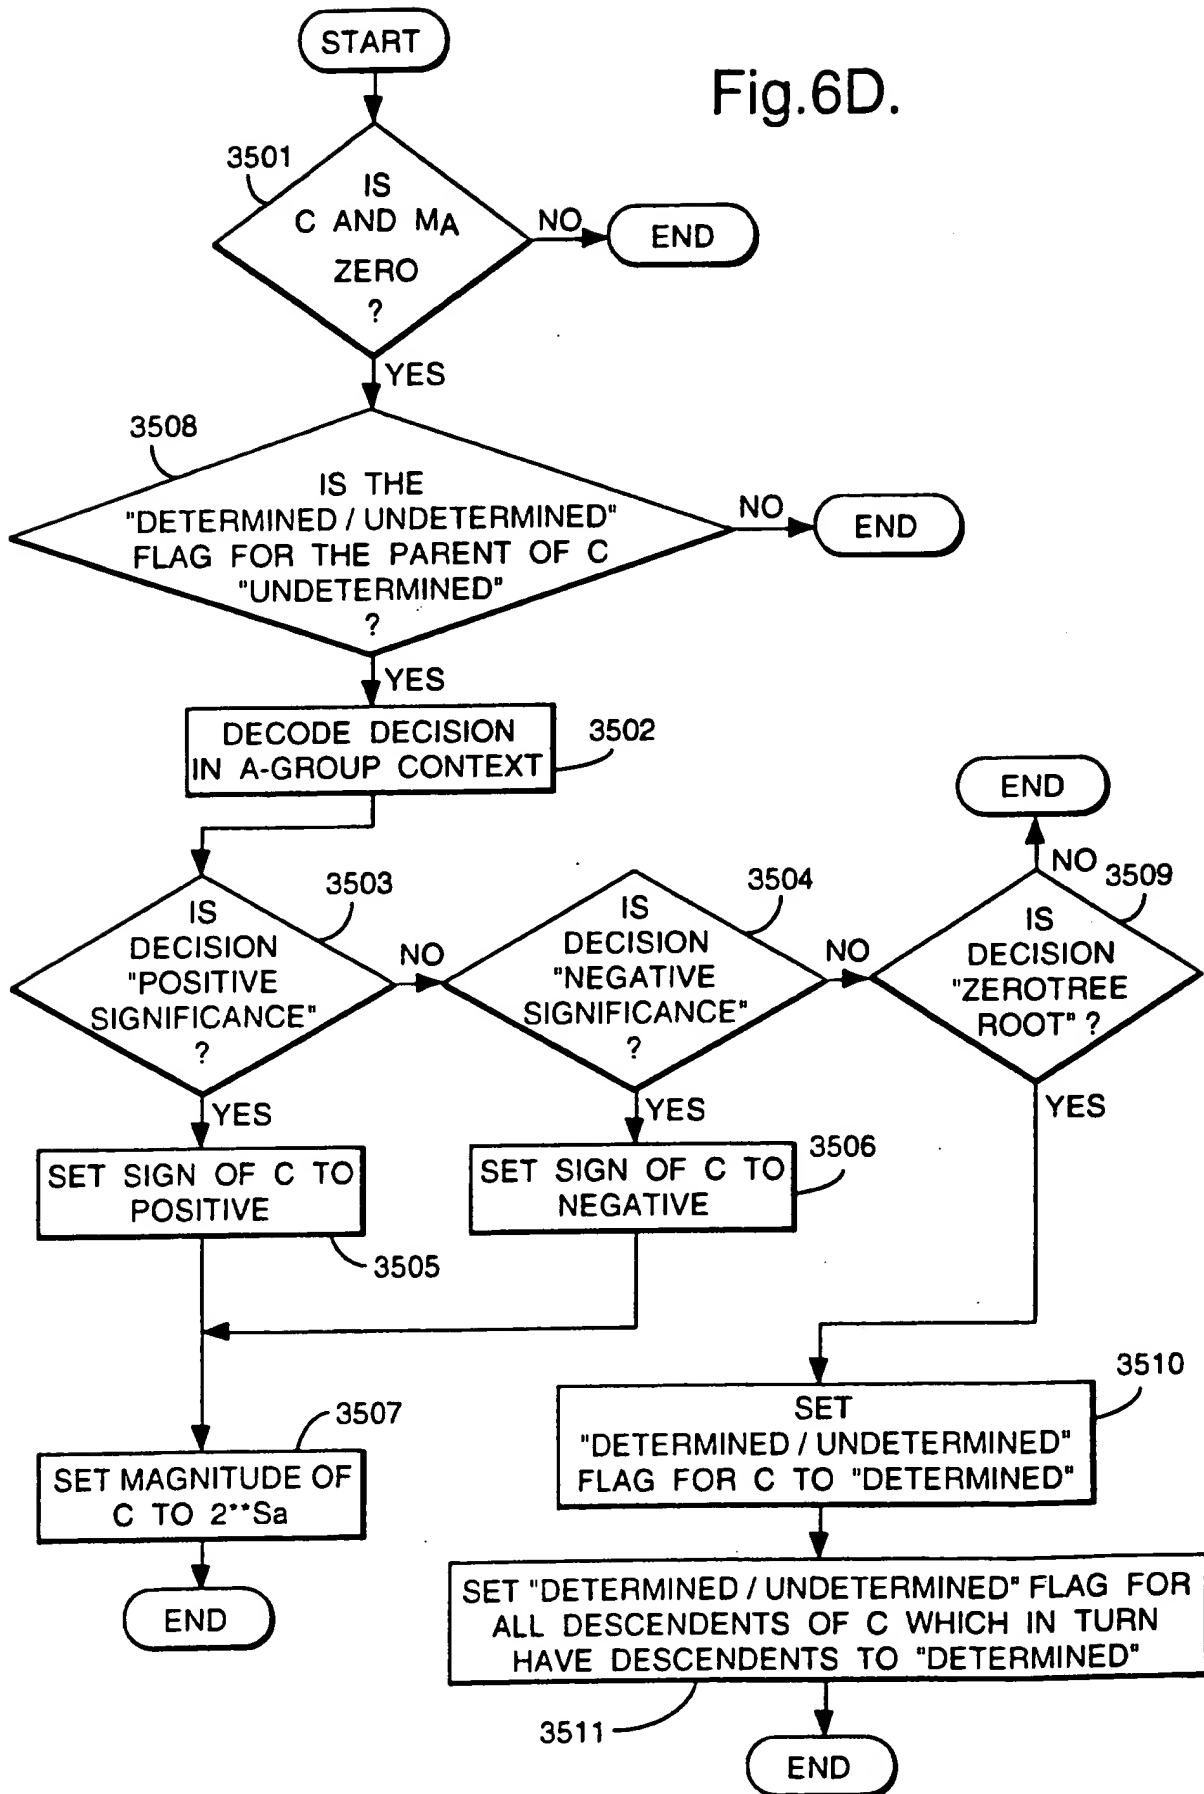 START
Fig.6D.
3501
IS
C AND MA
ZERO
?
NO
END
YES
3508
IS THE
"DETERMINED / UNDETERMINED"
FLAG FOR THE PARENT OF C
"UNDETERMINED"
?
NO
END
YES
DECODE DECISION
IN A-GROUP CONTEXT
3502
END
NO
3503
IS
DECISION
"POSITIVE
SIGNIFICANCE"
?
NO
3504
IS
DECISION
"NEGATIVE
SIGNIFICANCE"
?
NO
3509
IS
DECISION
"ZEROTREE
ROOT" ?
YES
YES
YES
SET SIGN OF C TO
POSITIVE
3505
SET SIGN OF C TO
NEGATIVE
3506
3507
SET MAGNITUDE OF
C TO 2**Sa
END
3510
SET
"DETERMINED / UNDETERMINED"
FLAG FOR C TO "DETERMINED"
SET "DETERMINED / UNDETERMINED" FLAG FOR
ALL DESCENDENTS OF C WHICH IN TURN
HAVE DESCENDENTS TO "DETERMINED"
3511
END